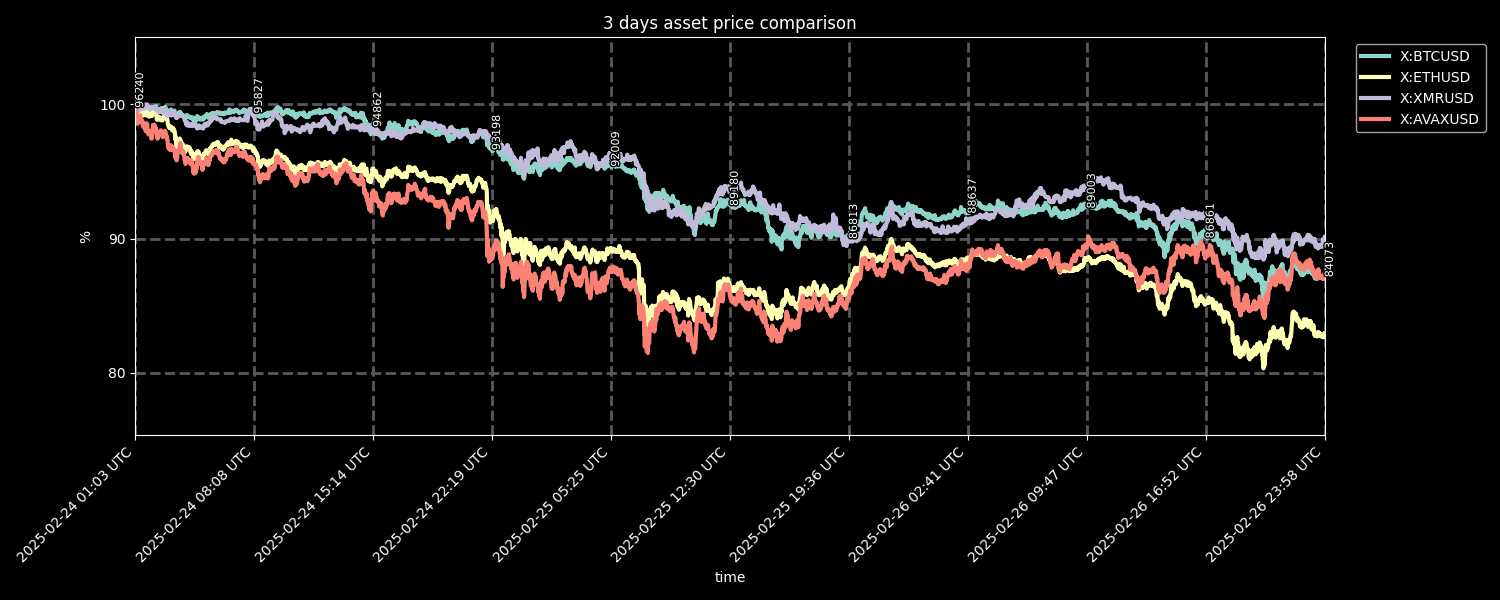 3 days asset price comparison
X:BTCUSD
X:ETHUSD
X:XMRUSD
X:AVAXUSD
100
90
80
%
96240
95827
94862
93198
92009
89180
86813
88637
89003
86861
84073
2025-02-24 01:03 UTC
2025-02-24 08:08 UTC
2025-02-24 15:14 UTC
2025-02-24 22:19 UTC
2025-02-25 05:25 UTC
2025-02-25 12:30 UTC
2025-02-25 19:36 UTC
2025-02-26 02:41 UTC
2025-02-26 09:47 UTC
2025-02-26 16:52 UTC
2025-02-26 23:58 UTC
time